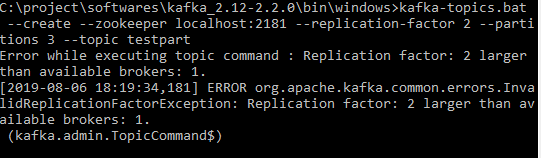 c:\project\softwares\kafka_2.12-2.2.0\bin\windows>kafka-topics.bat
 --create --zookeeper localhost:2181 --replication-factor 2 --parti
tions 3 --topic testpart
Error while executing topic command : Replication factor: 2 larger
than available brokers: 1.
[2019-08-06 18:19:34,181] ERROR org.apache.kafka.common.errors.Inva
lidReplicationFactorException: Replication factor: 2 larger than av
ailable brokers: 1.
 (kafka.admin.TopicCommand$)